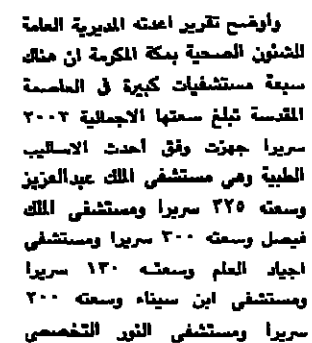 وأوضح تقرير اعدته المديرية العامة
للشئون الصحية بمكة المكرمة ان هناك
سبعة مستشفيات كبيرة في العاصمة
المقدسة تبلغ سعتها الاجمالية ٢٠٠٢
سريرا جهزت وفق أحدث الاساليب
الطبية وهي مستشفى الملك عبدالعزيز
وسعته ٣٢٥ سريرا ومستشفى الملك
فيصل وسعته ٣٠٠ سريرا ومستشفى
اجياد العام وسعته ١٣٠ سريرا
ومستشفى ابن سيناء وسعته ٢٠٠
سريرا ومستشفى النور التخصصي